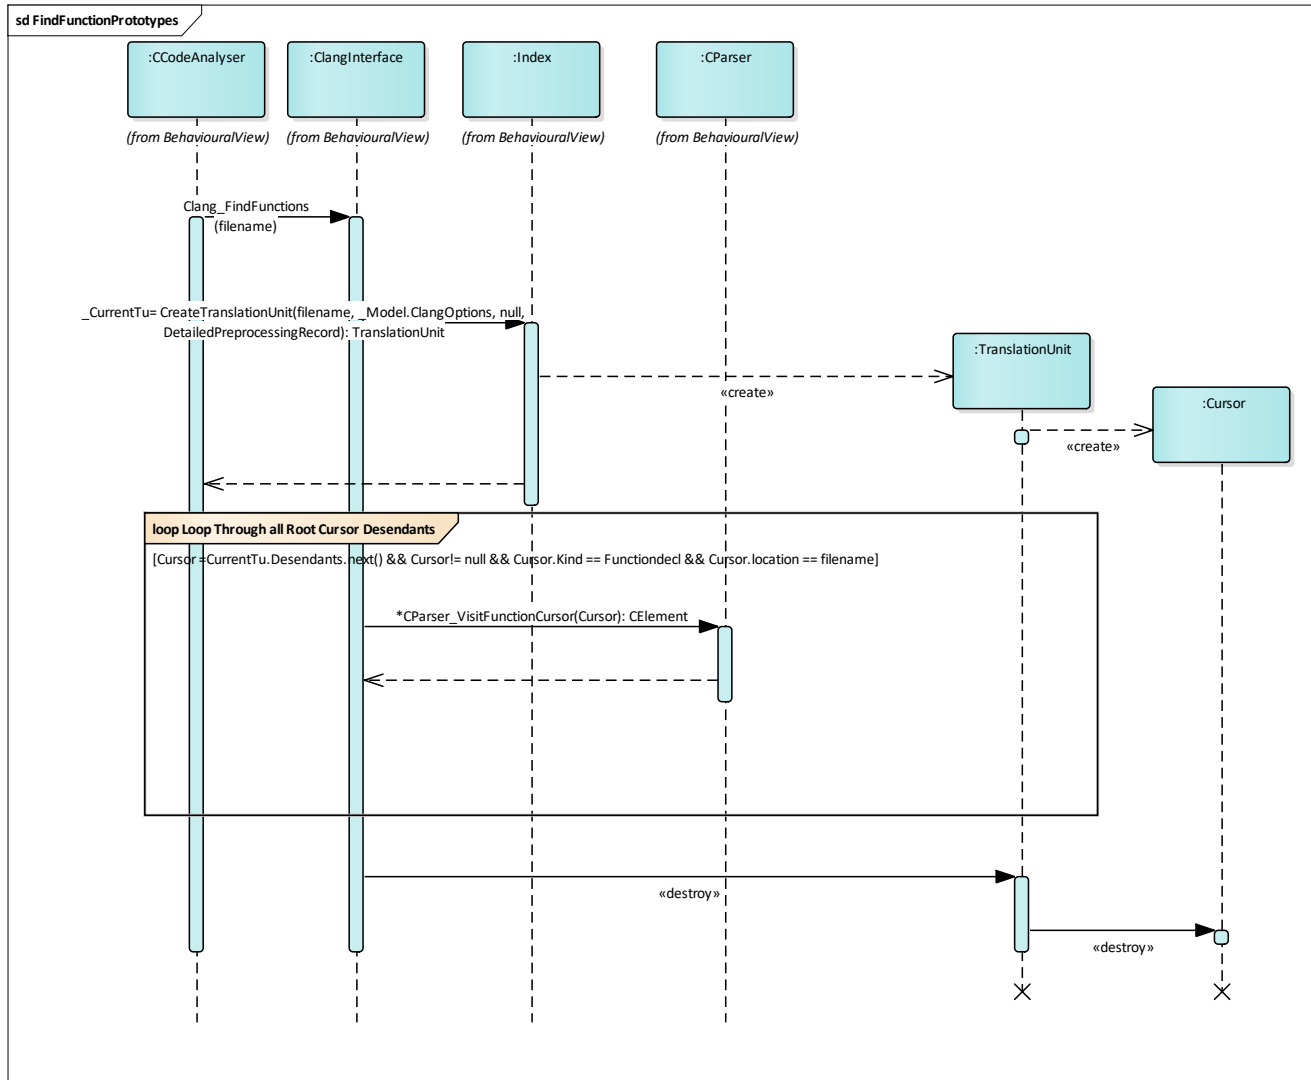 sd FindFunctionPrototypes
:CCodeAnalyser
:ClangInterface
:Index
:CParser
(from BehaviouralView)
(from BehaviouralView)
(from BehaviouralView)
(from BehaviouralView)
Clang_FindFunctions
(filename)
_CurrentTu= CreateTranslationUnit(filename, _Model.ClangOptions, null,
DetailedPreprocessingRecord): TranslationUnit
:TranslationUnit
«create»
:Cursor
«create»
loop Loop Through all Root Cursor Desendants
[Cursor =CurrentTu.Desendants.next() && Cursor!= null && Cursor.Kind == Functiondecl && Cursor.location == filename]
*CParser_VisitFunctionCursor(Cursor): CElement
«destroy»
«destroy»